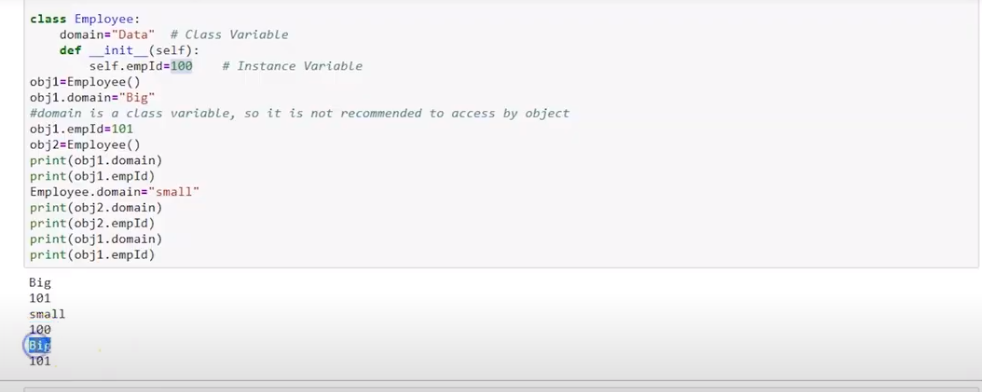 class Employee:
    domain="Data"  # Class Variable
    def __init__(self):
        self.empId=100    # Instance Variable
obj1=Employee()
obj1.domain="Big"
#domain is a class variable, so it is not recommended to access by object
obj1.empId=101
obj2=Employee()
print(obj1.domain)
print(obj1.empId)
Employee.domain="small"
print(obj2.domain)
print(obj2.empId)
print(obj1.domain)
print(obj1.empId)
Big
101
small
100
Big
101